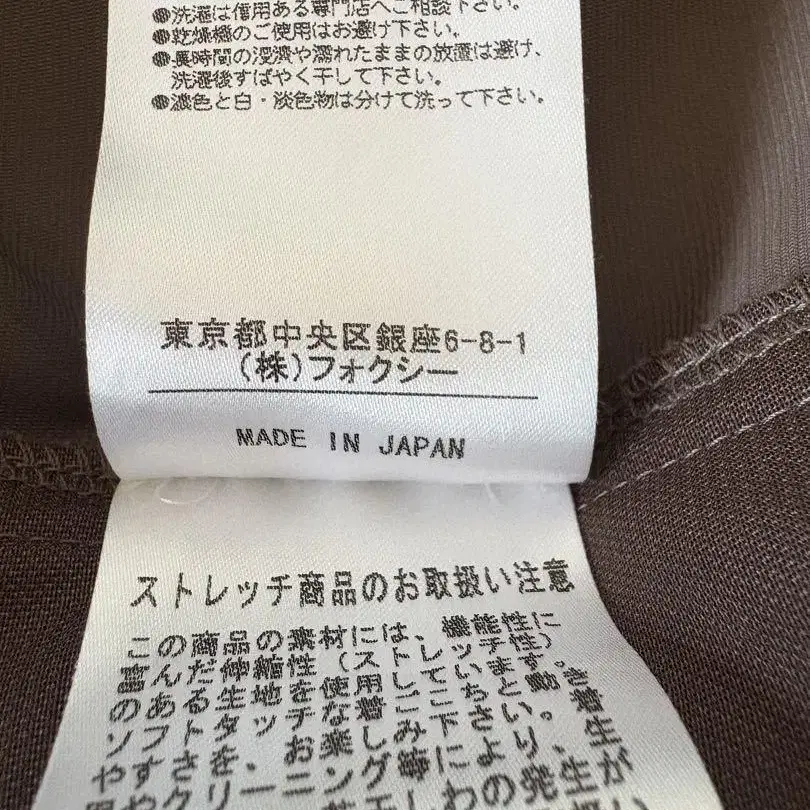 ●洗濯は信用ある専門店へご相談下さい。
●乾燥機のご使用はお避け下さい。
●長時間の浸漬や濡れたままの放置は避け、
洗濯後すばやく干して下さい。
●濃色と白・淡色物は分けて洗って下さい。
東京都中央区銀座6-8-1
(株)フォクシー
MADE IN JAPAN
ストレッチ商品のお取扱い注意
この商品の素材には、機能性に
富んだ伸縮性(ストレッチ性)
のある生地を使用しています。
ソフトタッチな着ごこちと動き
やすさを、お楽しみ下さい。着
クリーニング等により、
しわの発生が